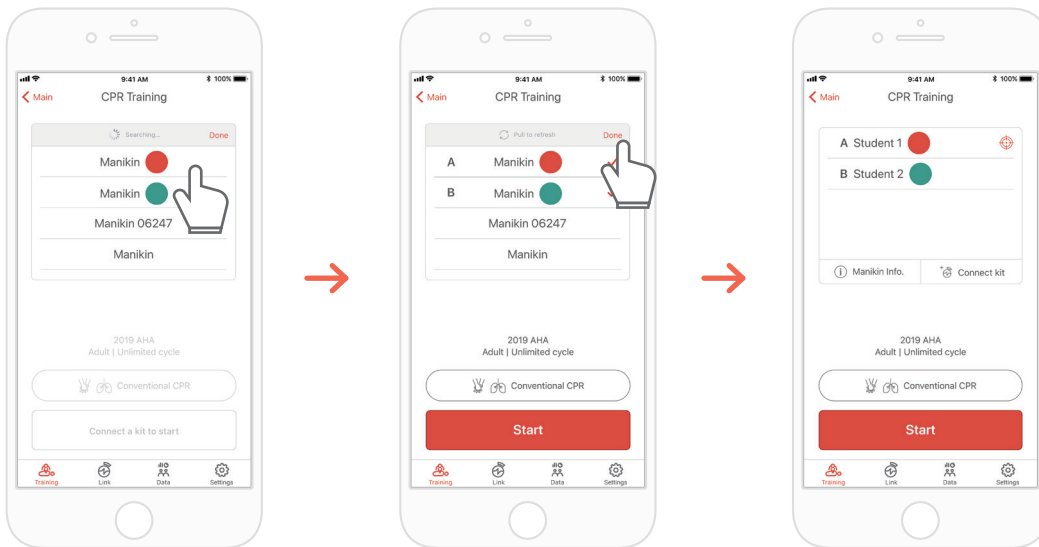 9:41 AM 100%
Main CPR Training
Searching... Done
Manikin
Manikin
Manikin 06247
Manikin
2019 AHA
Adult | Unlimited cycle
Conventional CPR
Connect a kit to start
Training Link Data Settings
9:41 AM 100%
Main CPR Training
Pull to refresh Done
A Manikin
B Manikin
Manikin 06247
Manikin
2019 AHA
Adult | Unlimited cycle
Conventional CPR
Start
Training Link Data Settings
9:41 AM 100%
Main CPR Training
A Student 1
B Student 2
Manikin Info. Connect kit
2019 AHA
Adult | Unlimited cycle
Conventional CPR
Start
Training Link Data Settings